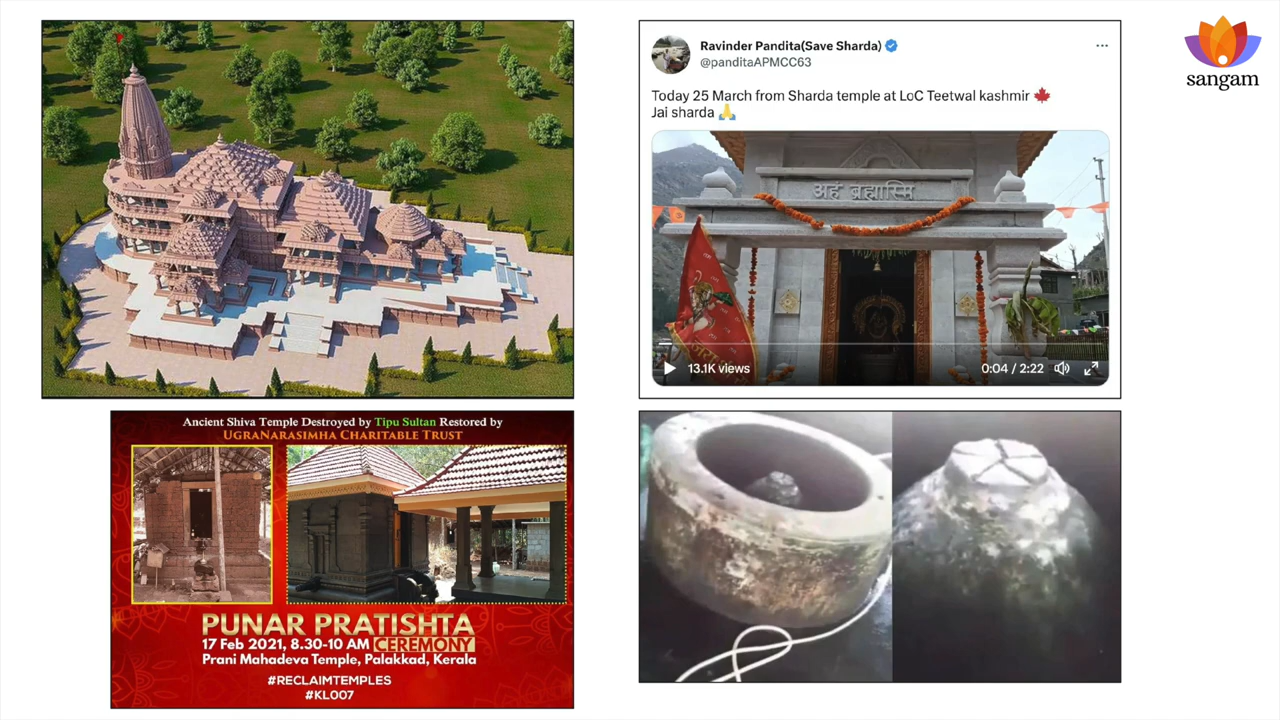 Ravinder Pandita(Save Sharda)
@panditaAPMCC63
Today 25 March from Sharda temple at LoC Teetwal kashmir 🍁
Jai sharda 🙏
अहं ब्रह्मास्मि
13.1K views
0:04 / 2:22
sangam
Ancient Shiva Temple Destroyed by Tipu Sultan Restored by
UGRANARASIMHA CHARITABLE TRUST
PUNAR PRATISHTA
17 Feb 2021, 8.30-10 AM CEREMONY
Prani Mahadeva Temple, Palakkad, Kerala
#RECLAIMTEMPLES
#KL007